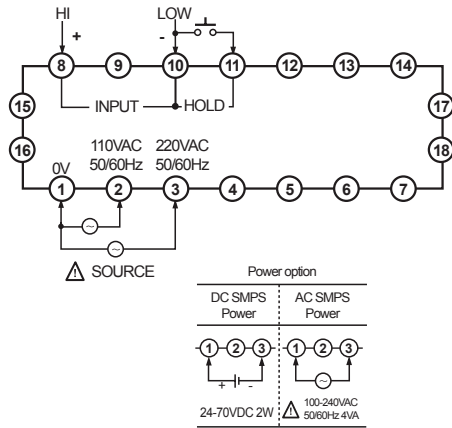 HI
LOW
+
-
8
9
10
11
12
13
14
INPUT
HOLD
15
16
17
18
0V
110VAC
50/60Hz
220VAC
50/60Hz
1
2
3
4
5
6
7
SOURCE
Power option
DC SMPS
Power
AC SMPS
Power
1 2 3
1 2 3
+ -
24-70VDC 2W
100-240VAC
50/60Hz 4VA